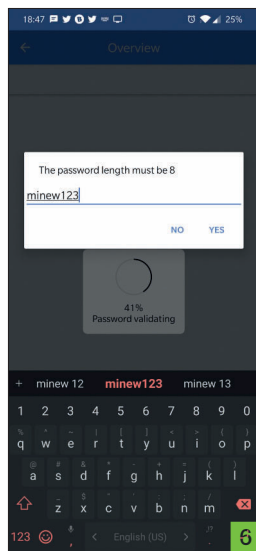 18:47 25%
Overview
The password length must be 8
minew123
NO YES
41%
Password validating
+ minew 12 minew123 minew 13
1 2 3 4 5 6 7 8 9 0
q w e r t y u i o p
a s d f g h j k l
z x c v b n m
123 , < English (US) > .
6